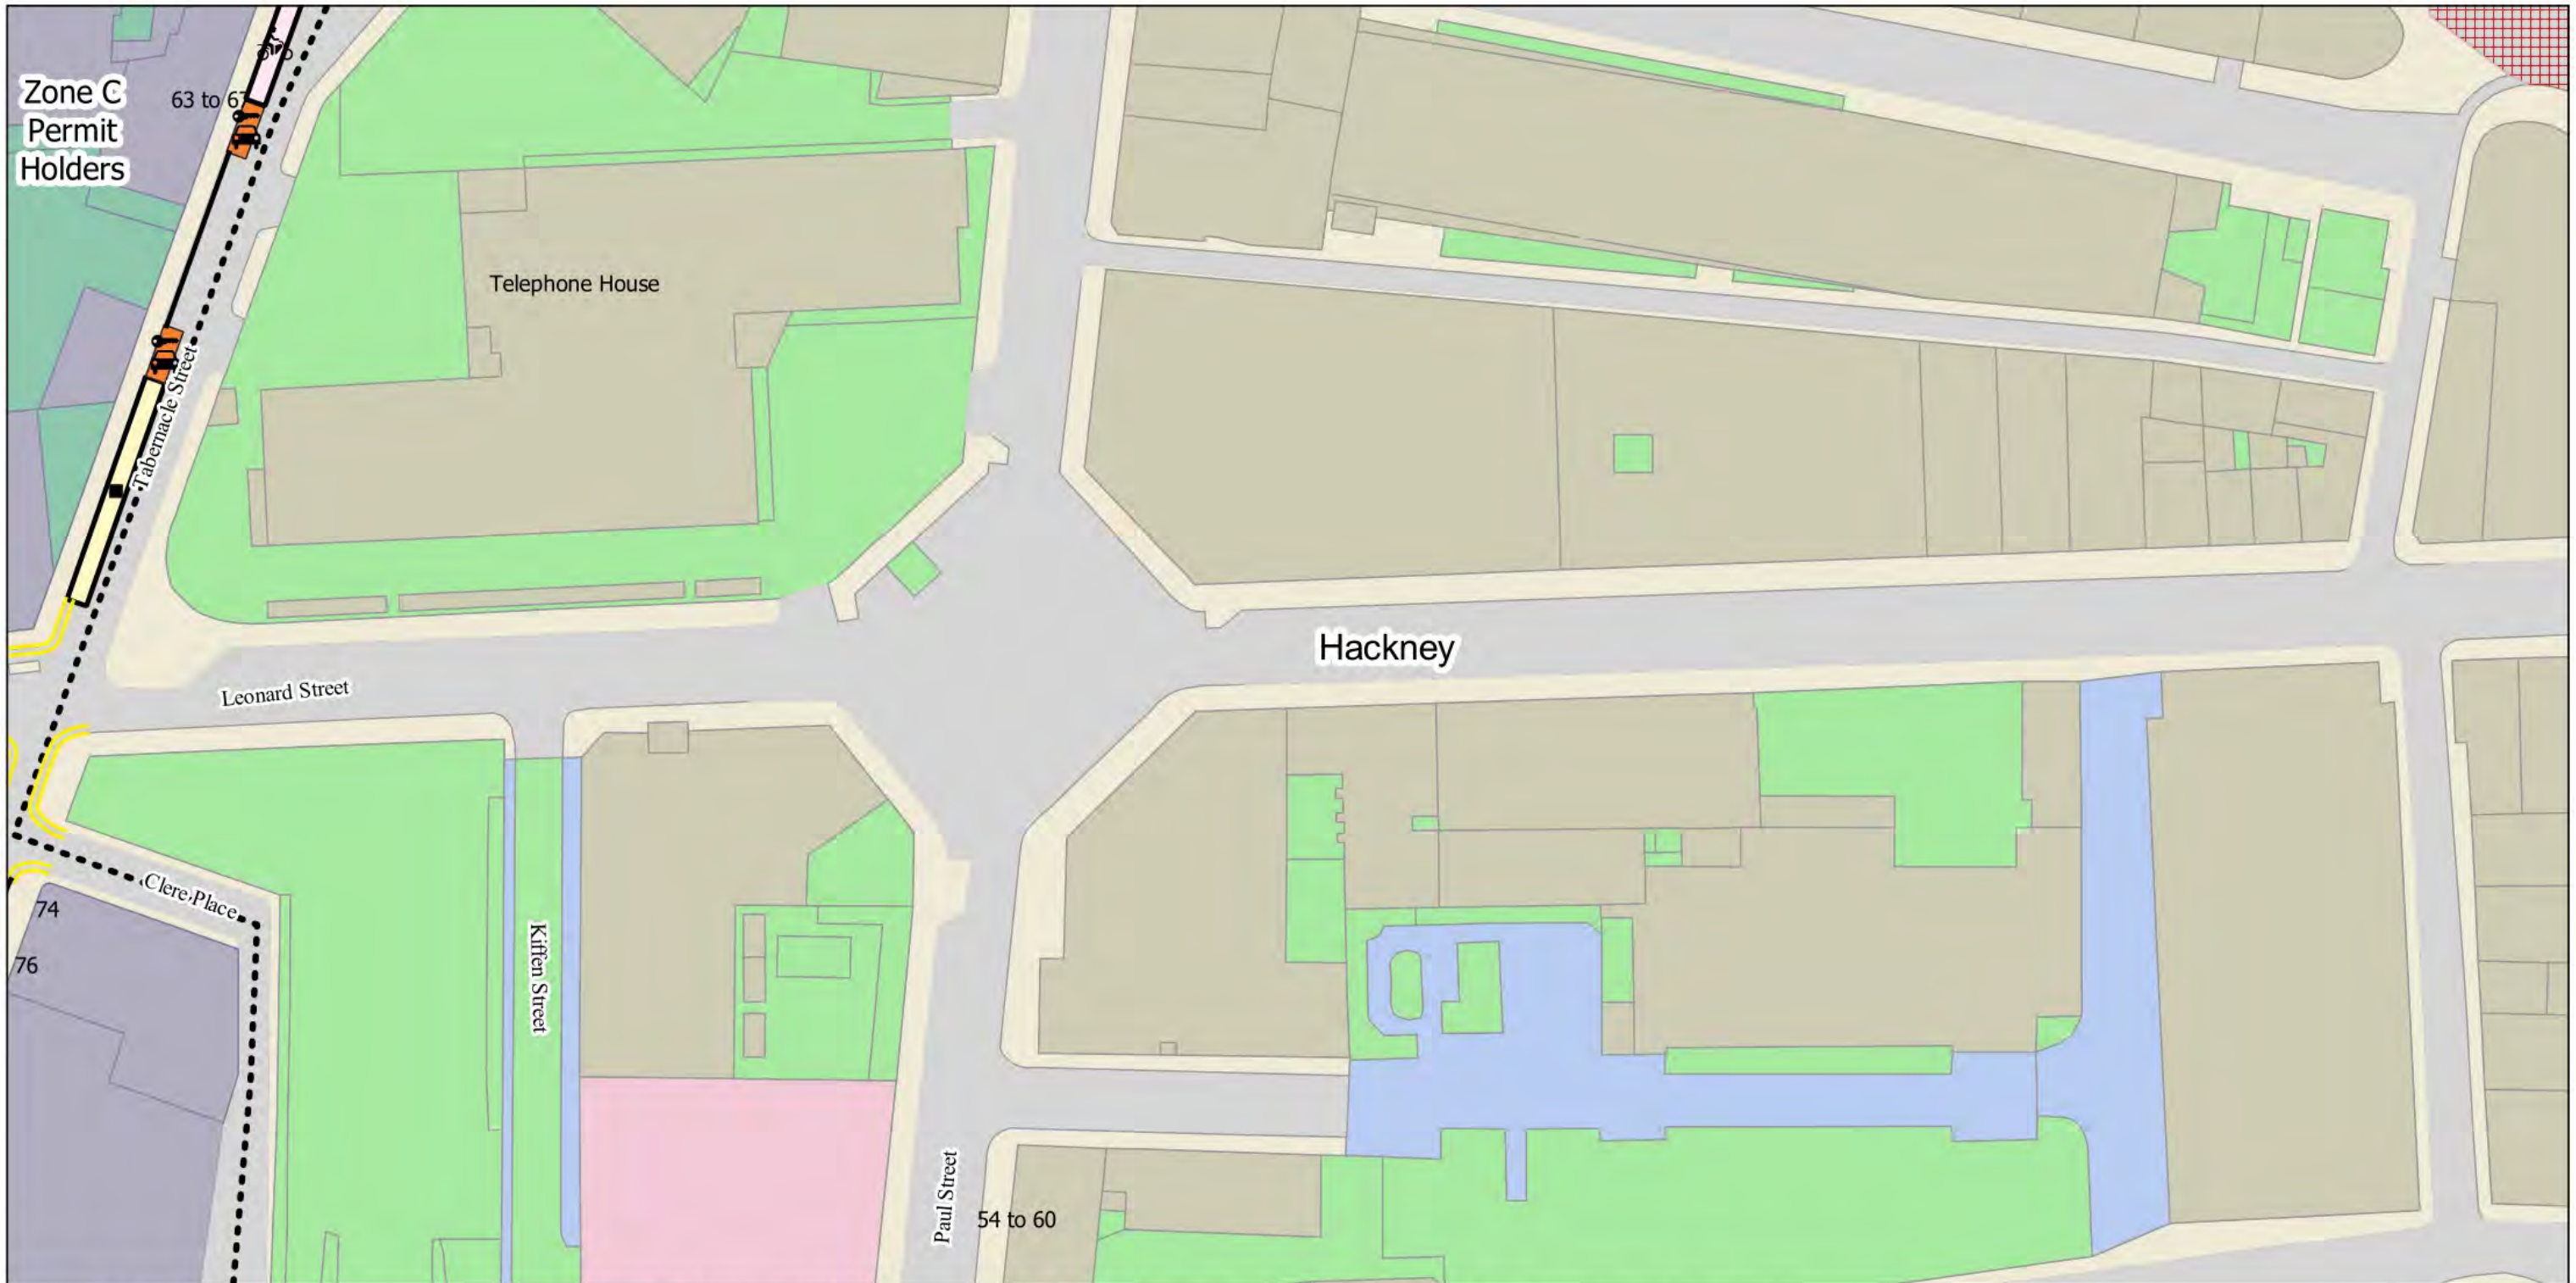 Zone C
Permit
Holders
63 to 67
Telephone House
Tabernacle Street
Hackney
Leonard Street
Clere Place
74
76
Kiffen Street
Paul Street
54 to 60